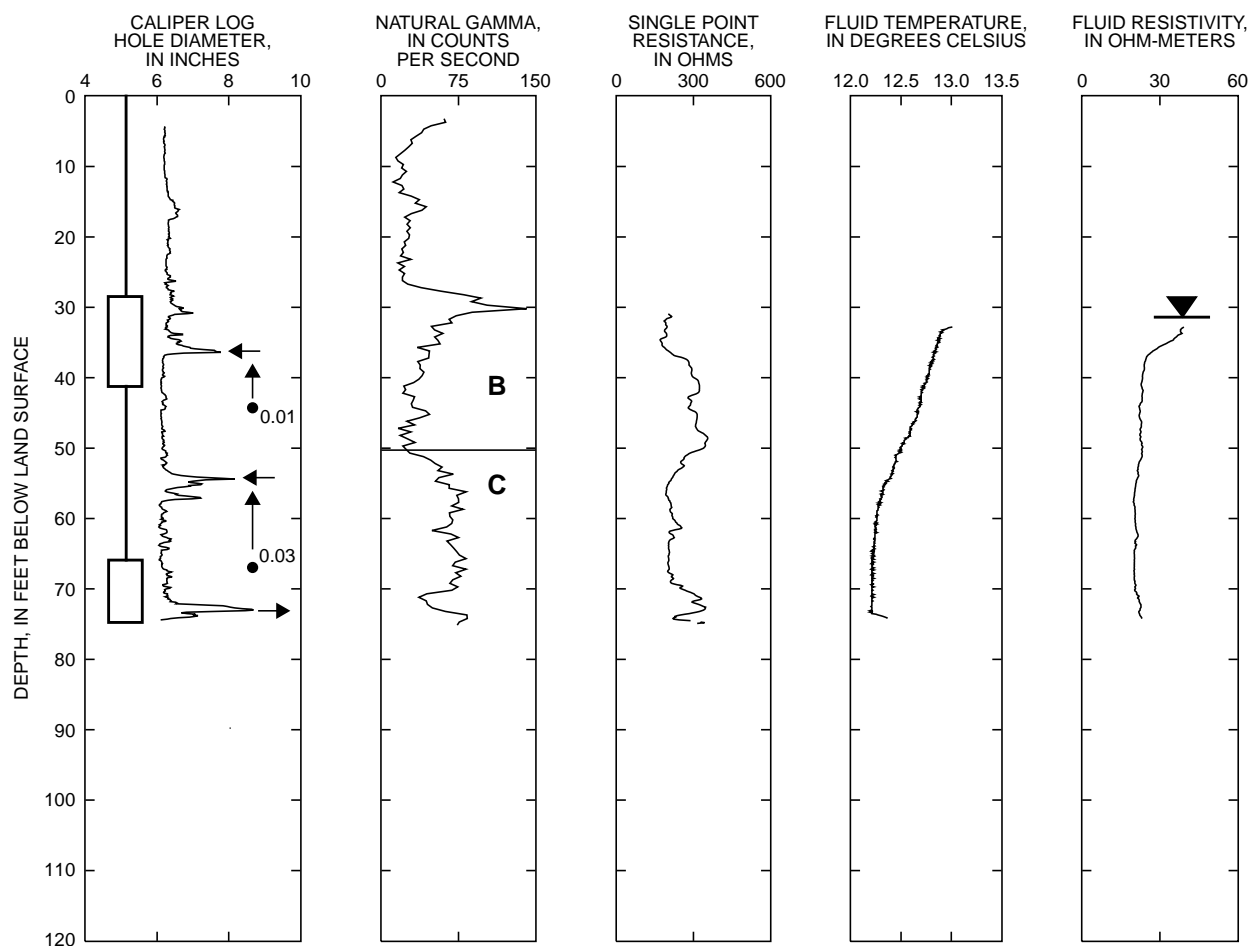 CALIPER LOG
HOLE DIAMETER,
IN INCHES
NATURAL GAMMA,
IN COUNTS
PER SECOND
SINGLE POINT
RESISTANCE,
IN OHMS
FLUID TEMPERATURE,
IN DEGREES CELSIUS
FLUID RESISTIVITY,
IN OHM-METERS
4 6 8 10
0 75 150
0 300 600
12.0 12.5 13.0 13.5
0 30 60
DEPTH, IN FEET BELOW LAND SURFACE
0
10
20
30
40
50
60
70
80
90
100
110
120
0.01
0.03
B
C